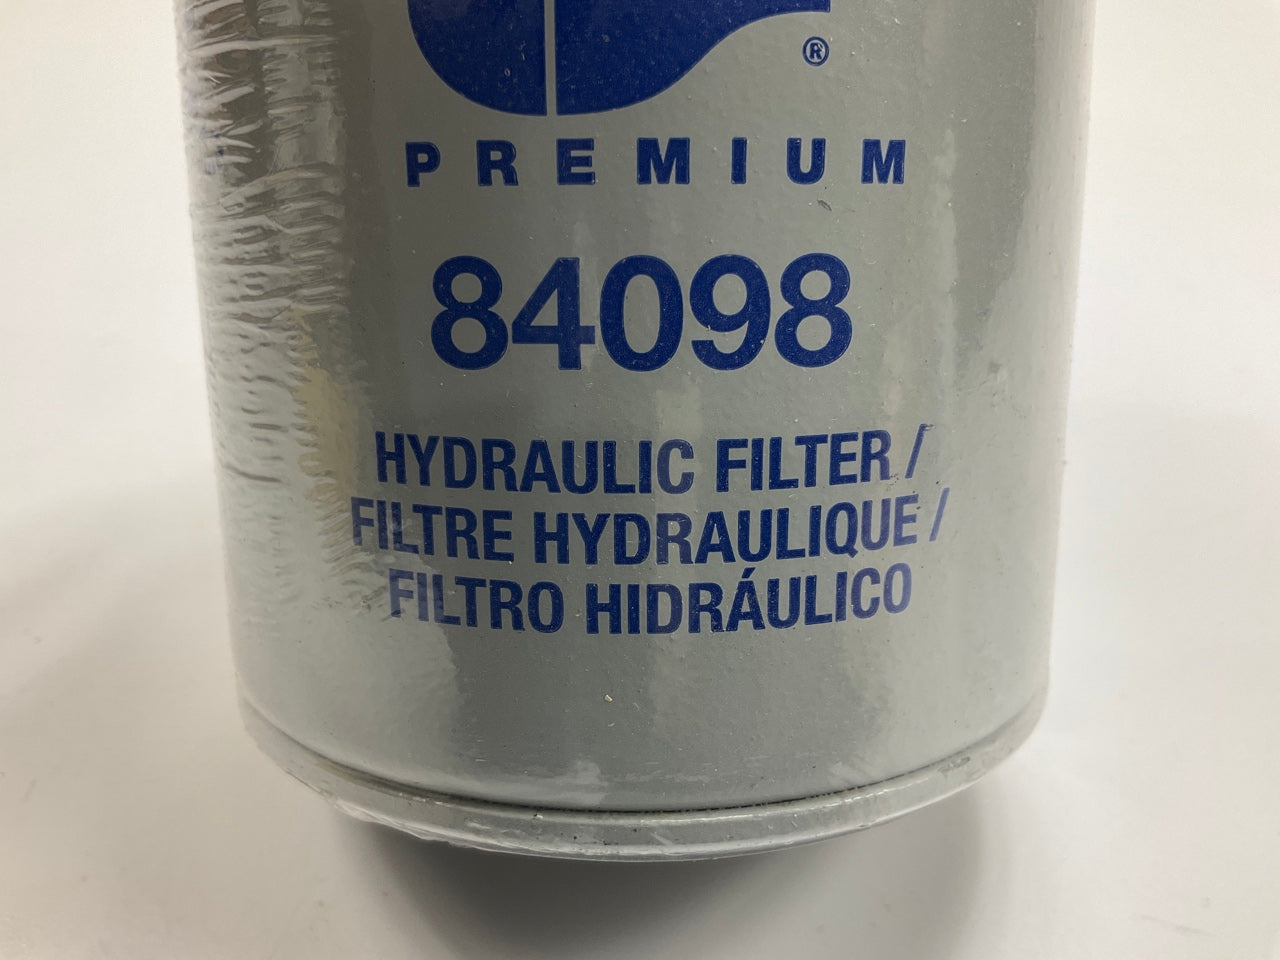 ®
PREMIUM
84098
HYDRAULIC FILTER /
FILTRE HYDRAULIQUE /
FILTRO HIDRÁULICO